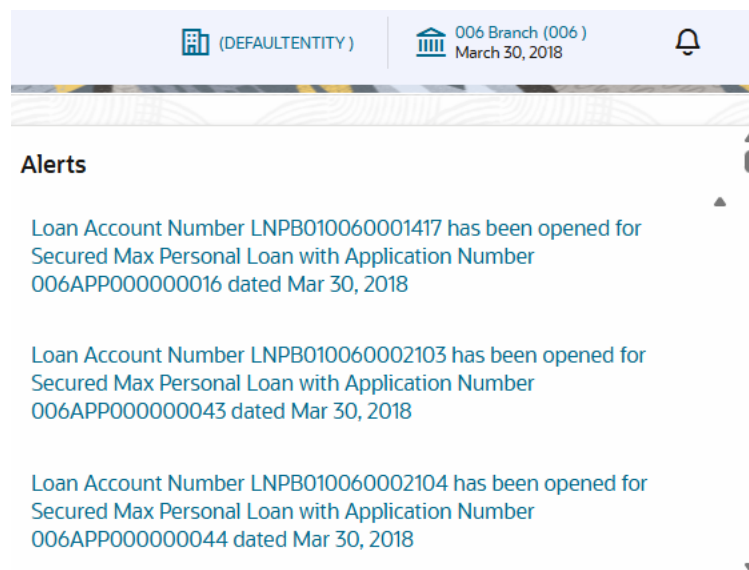 (DEFAULTENTITY )
006 Branch (006 )
March 30, 2018
Alerts
Loan Account Number LNPB010060001417 has been opened for
Secured Max Personal Loan with Application Number
006APP000000016 dated Mar 30, 2018
Loan Account Number LNPB010060002103 has been opened for
Secured Max Personal Loan with Application Number
006APP000000043 dated Mar 30, 2018
Loan Account Number LNPB010060002104 has been opened for
Secured Max Personal Loan with Application Number
006APP000000044 dated Mar 30, 2018